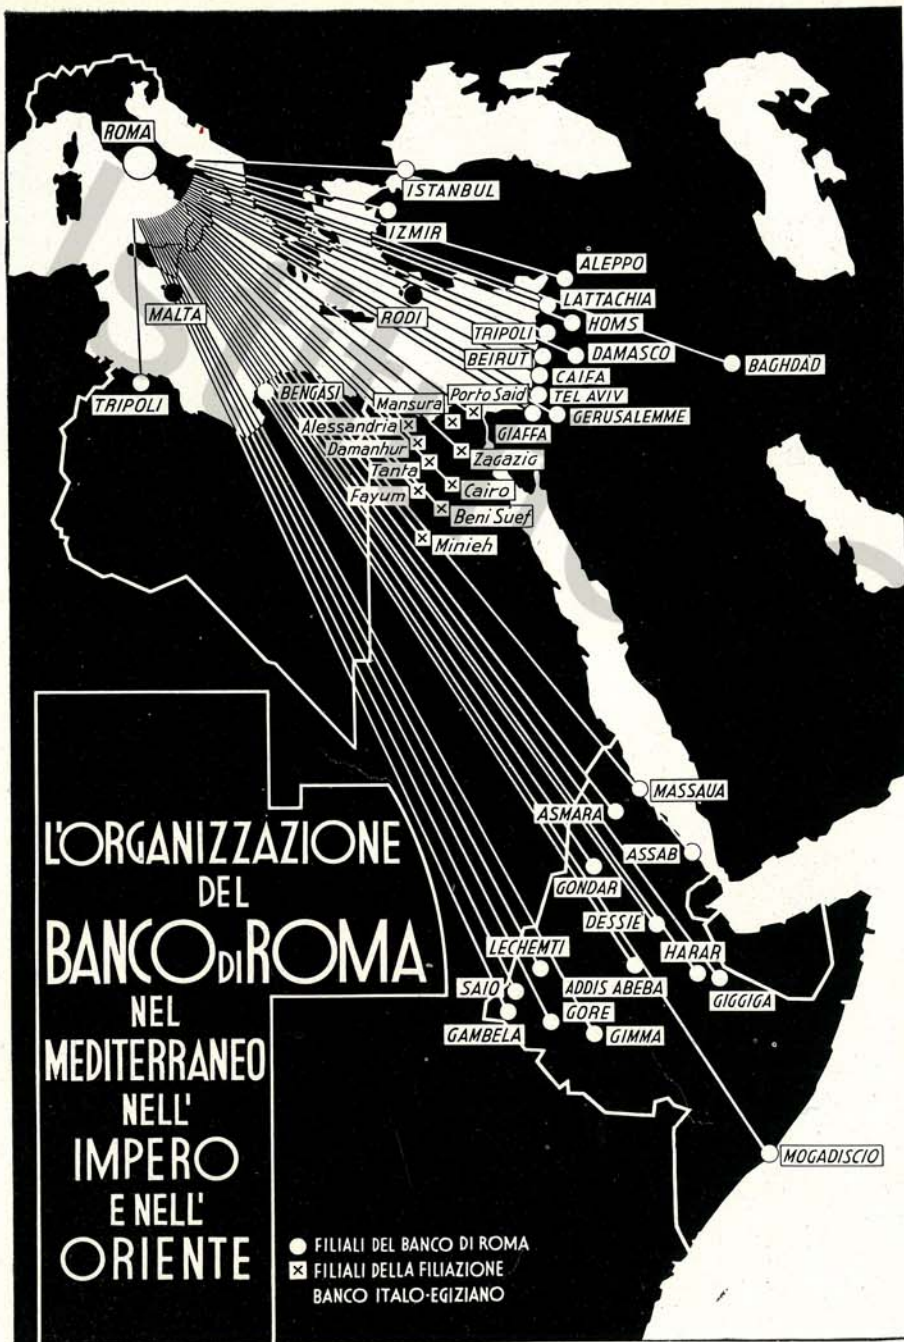 ROMA
ISTANBUL
IZMIR
ALEPPO
LATTACHIA
MALTA
RODI
HOMS
TRIPOLI
BEIRUT
DAMASCO
BAGHDAD
CAIFA
TRIPOLI
BENGASI
Mansura
Porto Said
TEL AVIV
GERUSALEMME
Alessandria
GIAFFA
Damanhur
Zagazig
Tanta
Cairo
Fayum
Beni Suef
Minieh
MASSAUA
ASMARA
ASSAB
GONDAR
DESSIE
LECHEMTI
HARAR
SAIO
ADDIS ABEBA
GIGGIGA
GORE
GAMBELA
GIMMA
MOGADISCIO
L'ORGANIZZAZIONE
DEL
BANCO DI ROMA
NEL
MEDITERRANEO
NELL'
IMPERO
E NELL'
ORIENTE
FILIALI DEL BANCO DI ROMA
FILIALI DELLA FILIAZIONE
BANCO ITALO-EGIZIANO